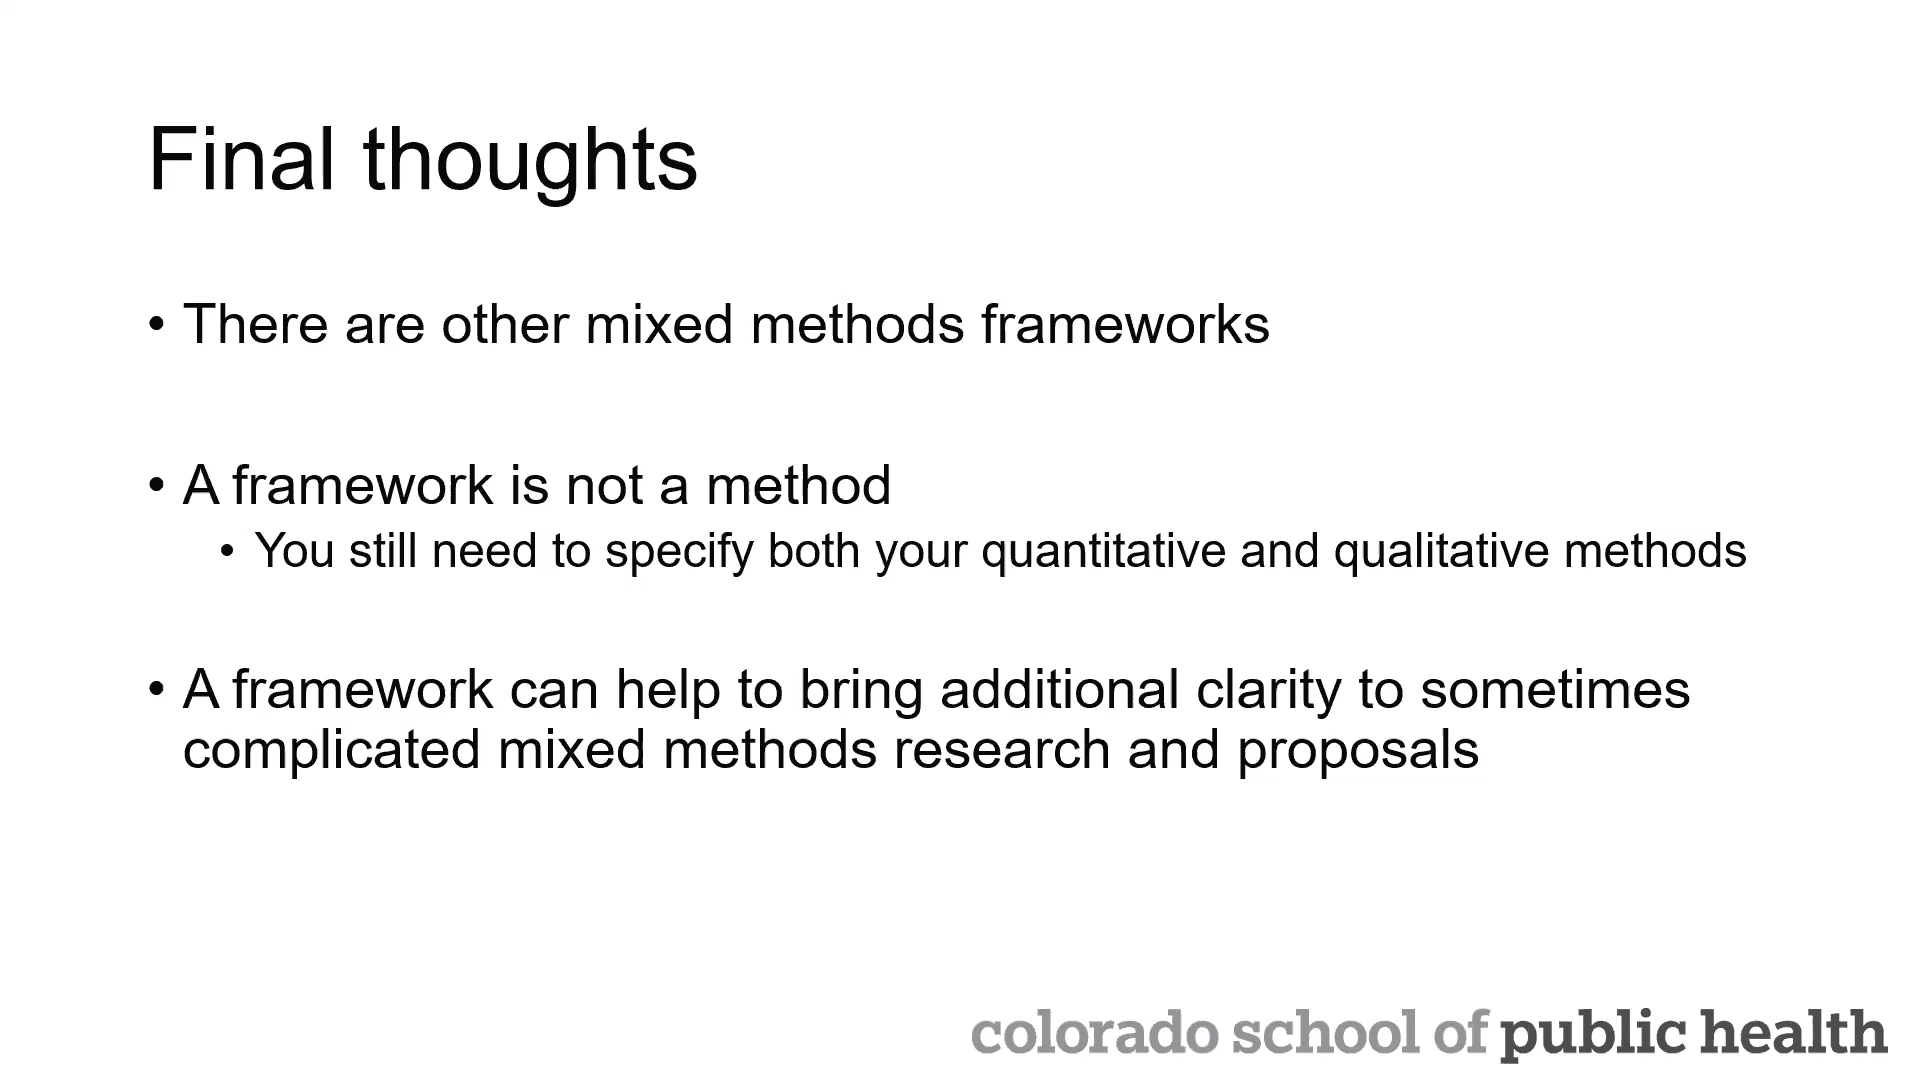 Final thoughts
• There are other mixed methods frameworks
• A framework is not a method
• You still need to specify both your quantitative and qualitative methods
• A framework can help to bring additional clarity to sometimes
complicated mixed methods research and proposals
colorado school of public health